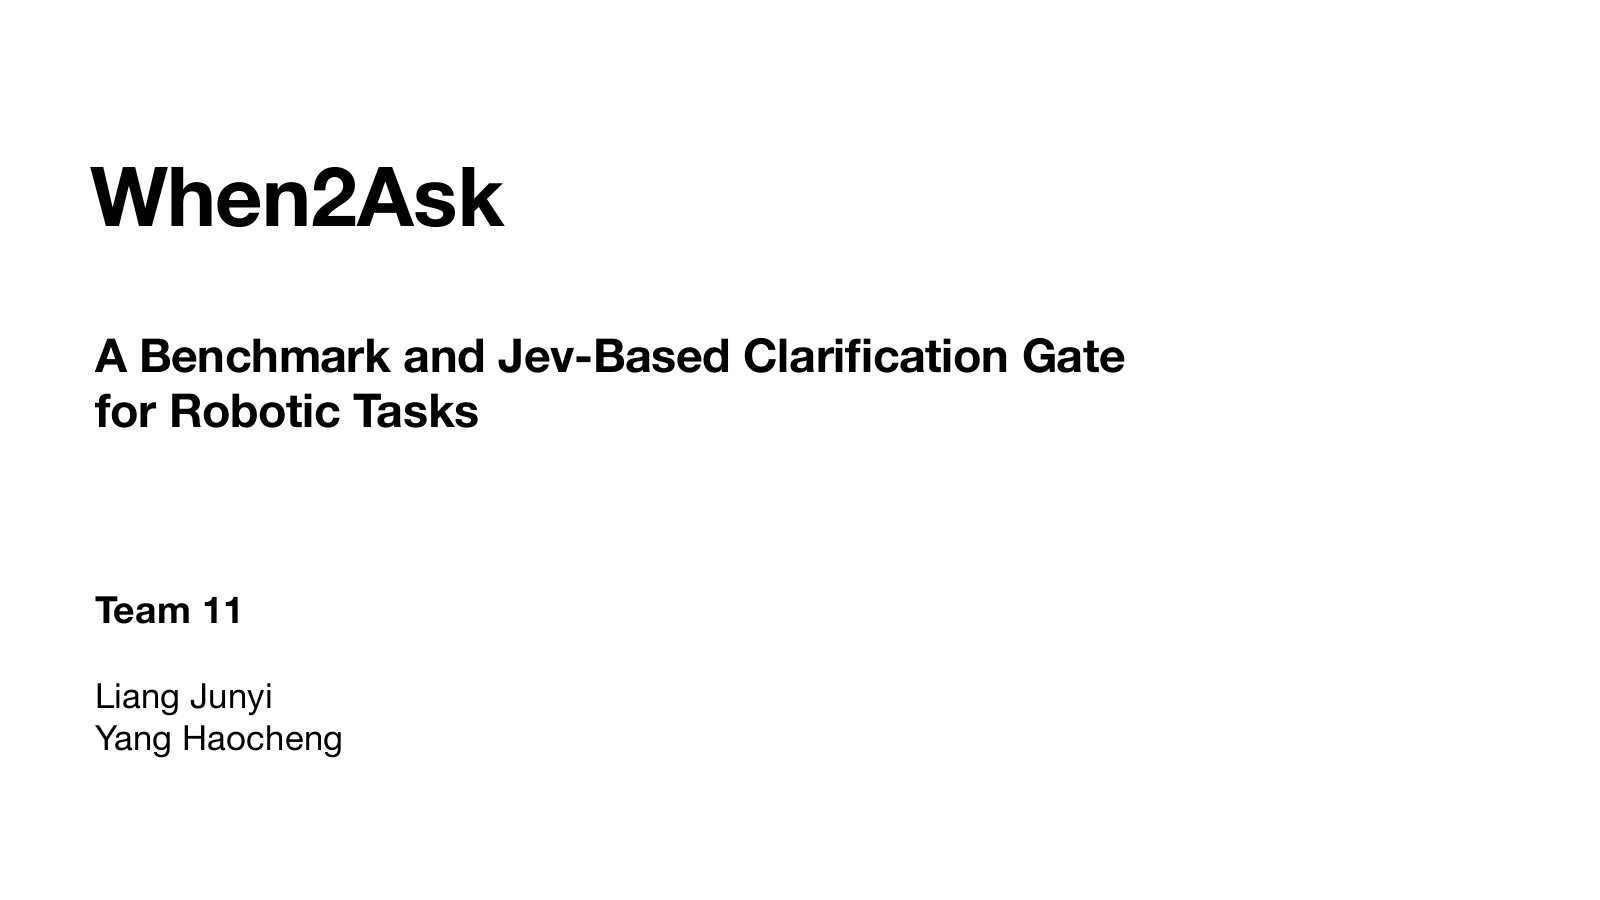 When2Ask
A Benchmark and Jev-Based Clarification Gate
for Robotic Tasks
Team 11
Liang Junyi
Yang Haocheng